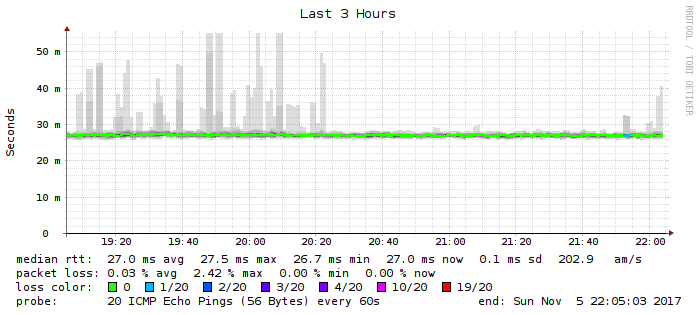 Last 3 Hours
RRDTOOL / TOBI OETIKER
Seconds
50 m
40 m
30 m
20 m
10 m
0
19:20 19:40 20:00 20:20 20:40 21:00 21:20 21:40 22:00
median rtt: 27.0 ms avg 27.5 ms max 26.7 ms min 27.0 ms now 0.1 ms sd 202.9 am/s
packet loss: 0.03 % avg 2.42 % max 0.00 % min 0.00 % now
loss color: 0 1/20 2/20 3/20 4/20 10/20 19/20
probe: 20 ICMP Echo Pings (56 Bytes) every 60s end: Sun Nov 5 22:05:03 2017